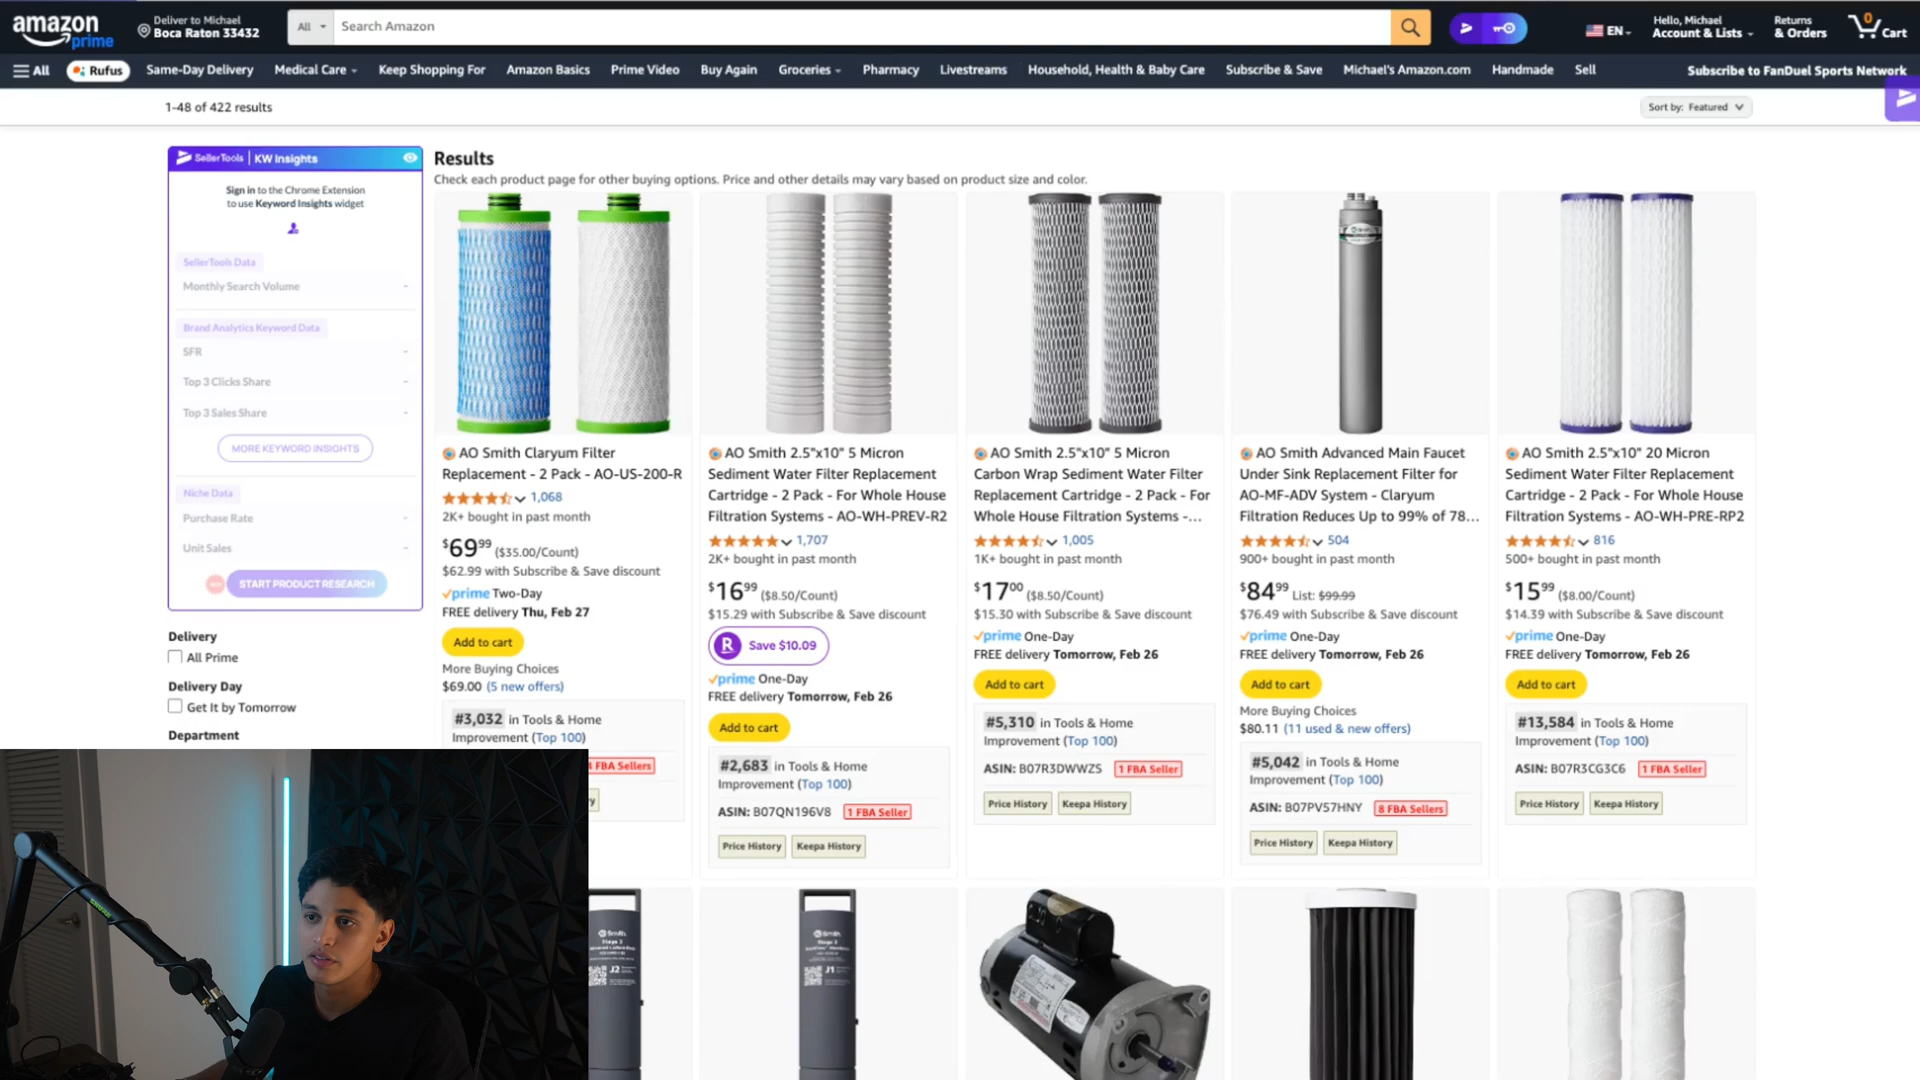 amazon
prime
Deliver to Michael
Boca Raton 33432
All
Search Amazon
EN
Hello, Michael
Account & Lists
Returns
& Orders
0
Cart
All
Rufus
Same-Day Delivery
Medical Care
Keep Shopping For
Amazon Basics
Prime Video
Buy Again
Groceries
Pharmacy
Livestreams
Household, Health & Baby Care
Subscribe & Save
Michael's Amazon.com
Handmade
Sell
Subscribe to FanDuel Sports Network
1-48 of 422 results
Sort by: Featured
SellerTools | KW Insights
Sign in to the Chrome Extension
to use Keyword Insights widget
SellerTools Data
Monthly Search Volume -
Brand Analytics Keyword Data
SFR -
Top 3 Clicks Share -
Top 3 Sales Share -
MORE KEYWORD INSIGHTS
Niche Data
Purchase Rate -
Unit Sales -
START PRODUCT RESEARCH
Delivery
All Prime
Delivery Day
Get It by Tomorrow
Department
Results
Check each product page for other buying options. Price and other details may vary based on product size and color.
AO Smith Claryum Filter
Replacement - 2 Pack - AO-US-200-R
1,068
2K+ bought in past month
$69.99 ($35.00/Count)
$62.99 with Subscribe & Save discount
prime Two-Day
FREE delivery Thu, Feb 27
Add to cart
More Buying Choices
$69.00 (5 new offers)
#3,032 in Tools & Home
Improvement (Top 100)
4 FBA Sellers
AO Smith 2.5"x10" 5 Micron
Sediment Water Filter Replacement
Cartridge - 2 Pack - For Whole House
Filtration Systems - AO-WH-PREV-R2
1,707
2K+ bought in past month
$16.99 ($8.50/Count)
$15.29 with Subscribe & Save discount
R Save $10.09
prime One-Day
FREE delivery Tomorrow, Feb 26
Add to cart
#2,683 in Tools & Home
Improvement (Top 100)
ASIN: B07QN196V8 1 FBA Seller
Price History Keepa History
AO Smith 2.5"x10" 5 Micron
Carbon Wrap Sediment Water Filter
Replacement Cartridge - 2 Pack - For
Whole House Filtration Systems -...
1,005
1K+ bought in past month
$17.00 ($8.50/Count)
$15.30 with Subscribe & Save discount
prime One-Day
FREE delivery Tomorrow, Feb 26
Add to cart
#5,310 in Tools & Home
Improvement (Top 100)
ASIN: B07R3DWWZS 1 FBA Seller
Price History Keepa History
AO Smith Advanced Main Faucet
Under Sink Replacement Filter for
AO-MF-ADV System - Claryum
Filtration Reduces Up to 99% of 78...
504
900+ bought in past month
$84.99 List: $99.99
$76.49 with Subscribe & Save discount
prime One-Day
FREE delivery Tomorrow, Feb 26
Add to cart
More Buying Choices
$80.11 (11 used & new offers)
#5,042 in Tools & Home
Improvement (Top 100)
ASIN: B07PV57HNY 8 FBA Sellers
Price History Keepa History
AO Smith 2.5"x10" 20 Micron
Sediment Water Filter Replacement
Cartridge - 2 Pack - For Whole House
Filtration Systems - AO-WH-PRE-RP2
816
500+ bought in past month
$15.99 ($8.00/Count)
$14.39 with Subscribe & Save discount
prime One-Day
FREE delivery Tomorrow, Feb 26
Add to cart
#13,584 in Tools & Home
Improvement (Top 100)
ASIN: B07R3CG3C6 1 FBA Seller
Price History Keepa History
J2
J1